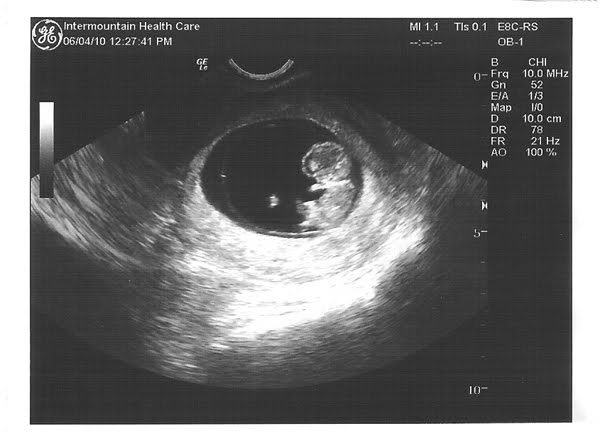 GE
Intermountain Health Care
06/04/10 12:27:41 PM
MI 1.1 TIs 0.1 E8C-RS
--:--:-- OB-1
GE
Lc
B CHI
Frq 10.0 MHz
Gn 52
E/A 1/3
Map I/0
D 10.0 cm
DR 78
FR 21 Hz
AO 100 %
0
5
10